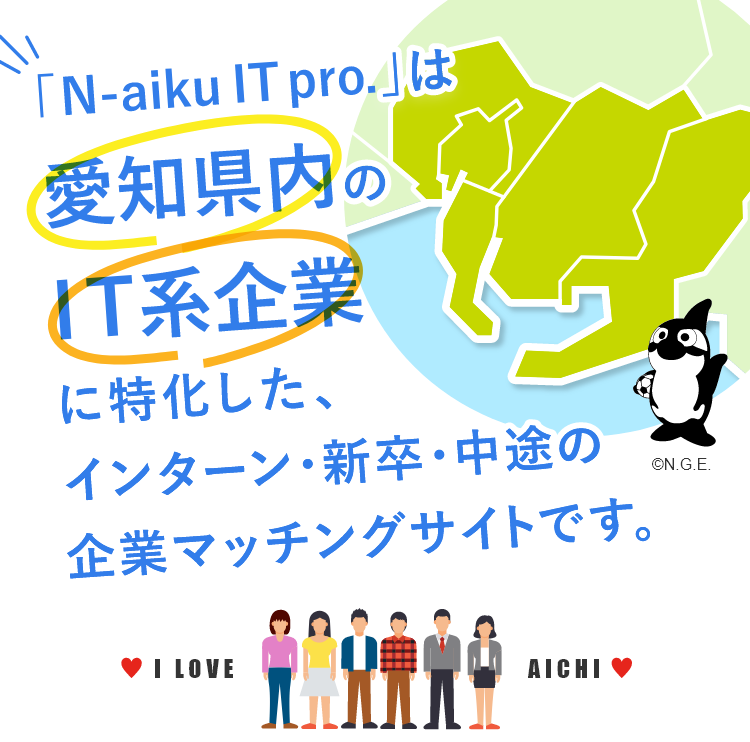 「N-aiku IT pro.」は
愛知県内の
IT系企業
に特化した、
インターン・新卒・中途の
企業マッチングサイトです。
©N.G.E.
I LOVE
AICHI